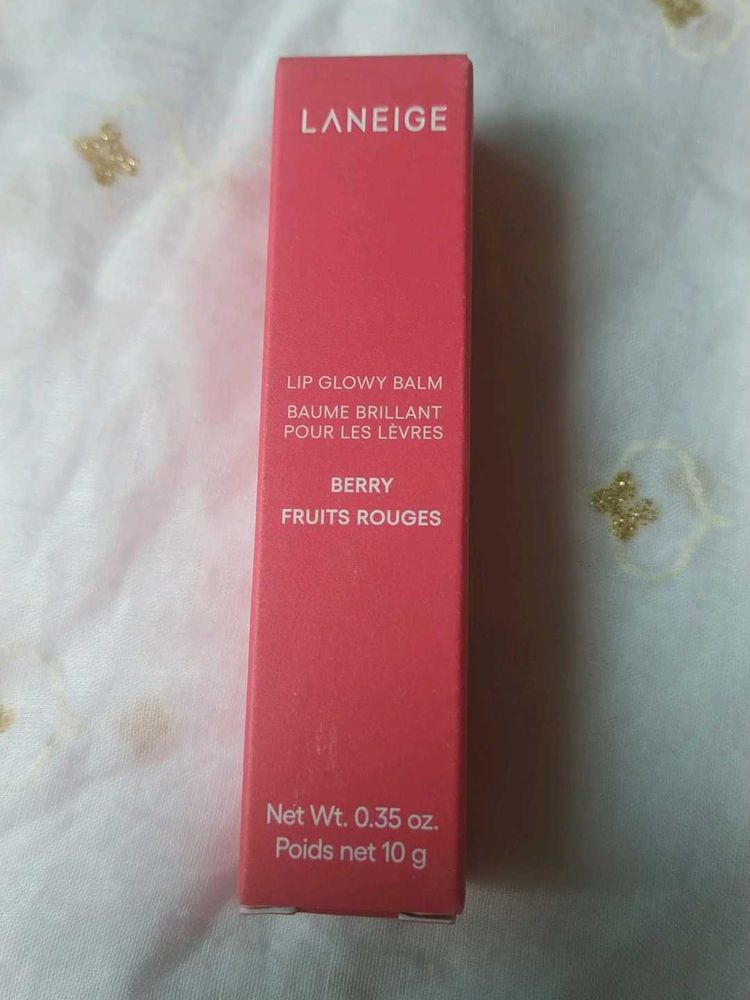 LANEIGE
LIP GLOWY BALM
BAUME BRILLANT
POUR LES LÈVRES
BERRY
FRUITS ROUGES
Net Wt. 0.35 oz.
Poids net 10 g